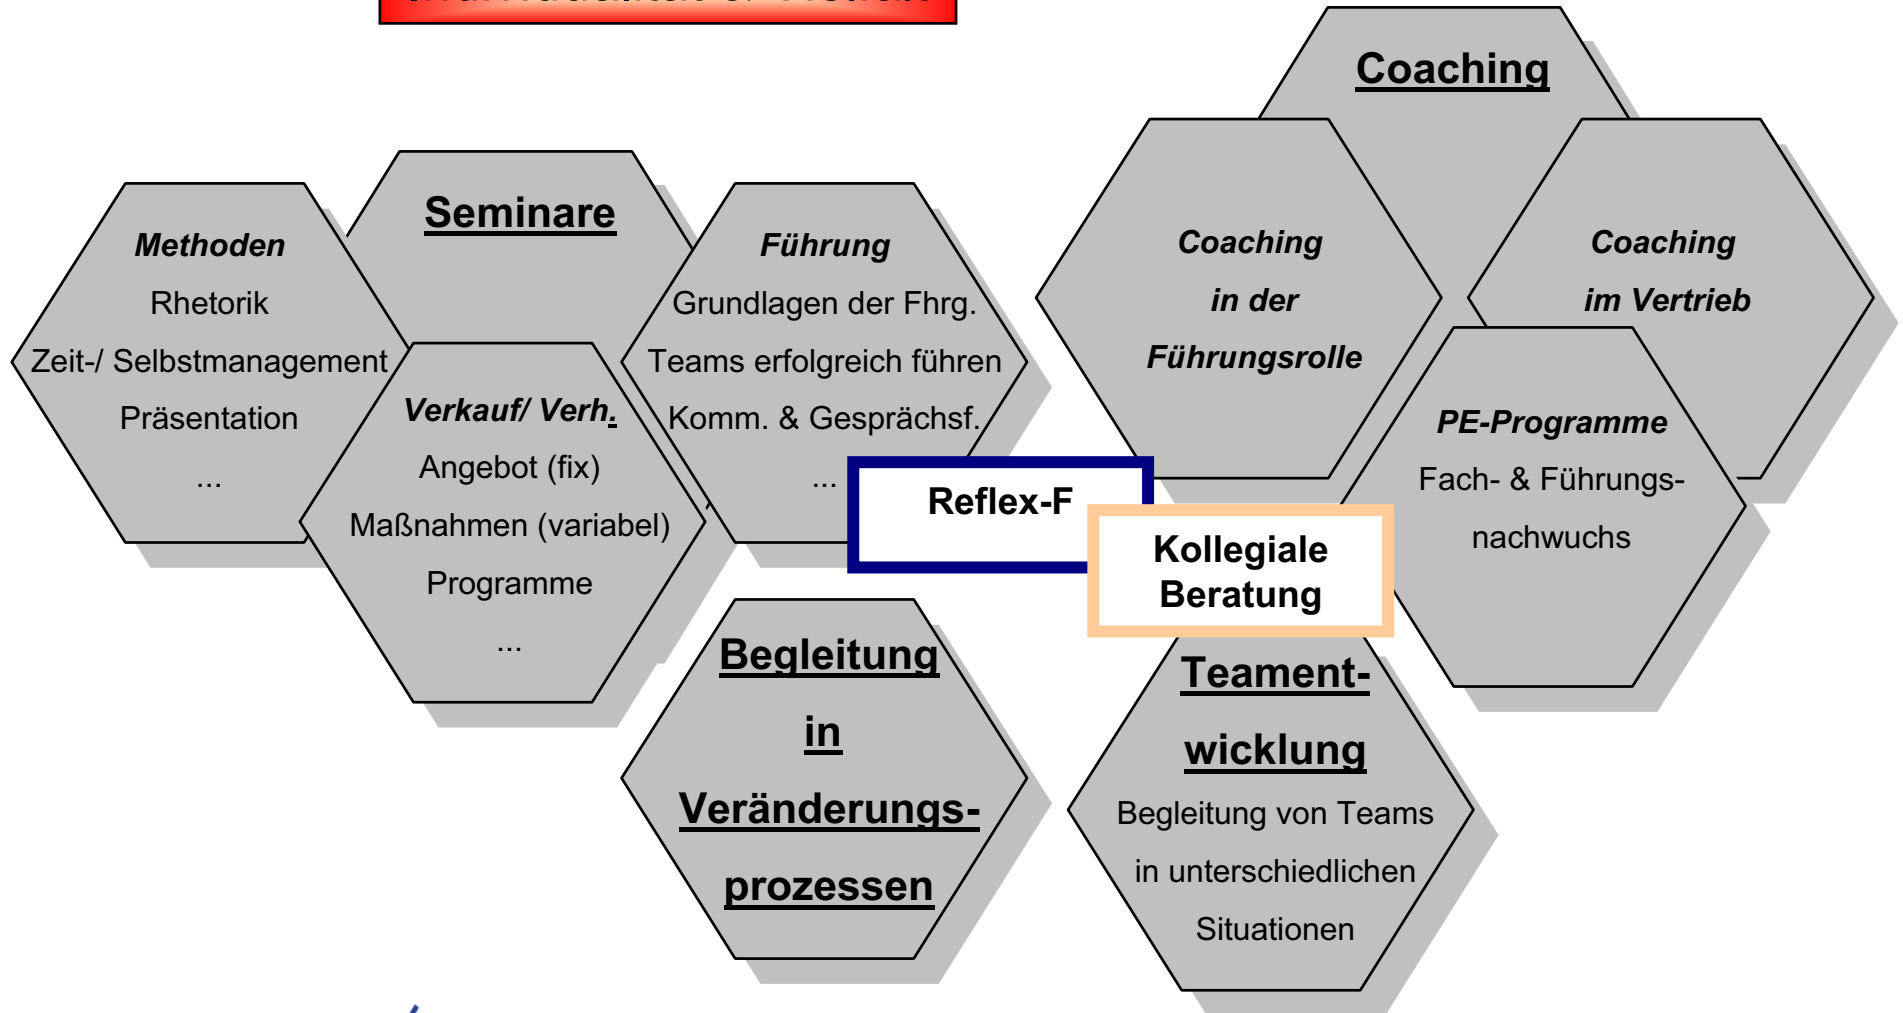 Coaching
Seminare
Methoden
Rhetorik
Zeit-/ Selbstmanagement
Präsentation
...
Verkauf/ Verh.
Angebot (fix)
Maßnahmen (variabel)
Programme
...
Führung
Grundlagen der Fhrg.
Teams erfolgreich führen
Komm. & Gesprächsf.
...
Coaching
in der
Führungsrolle
Coaching
im Vertrieb
PE-Programme
Fach- & Führungs-
nachwuchs
Reflex-F
Kollegiale
Beratung
Begleitung
in
Veränderungs-
prozessen
Teament-
wicklung
Begleitung von Teams
in unterschiedlichen
Situationen